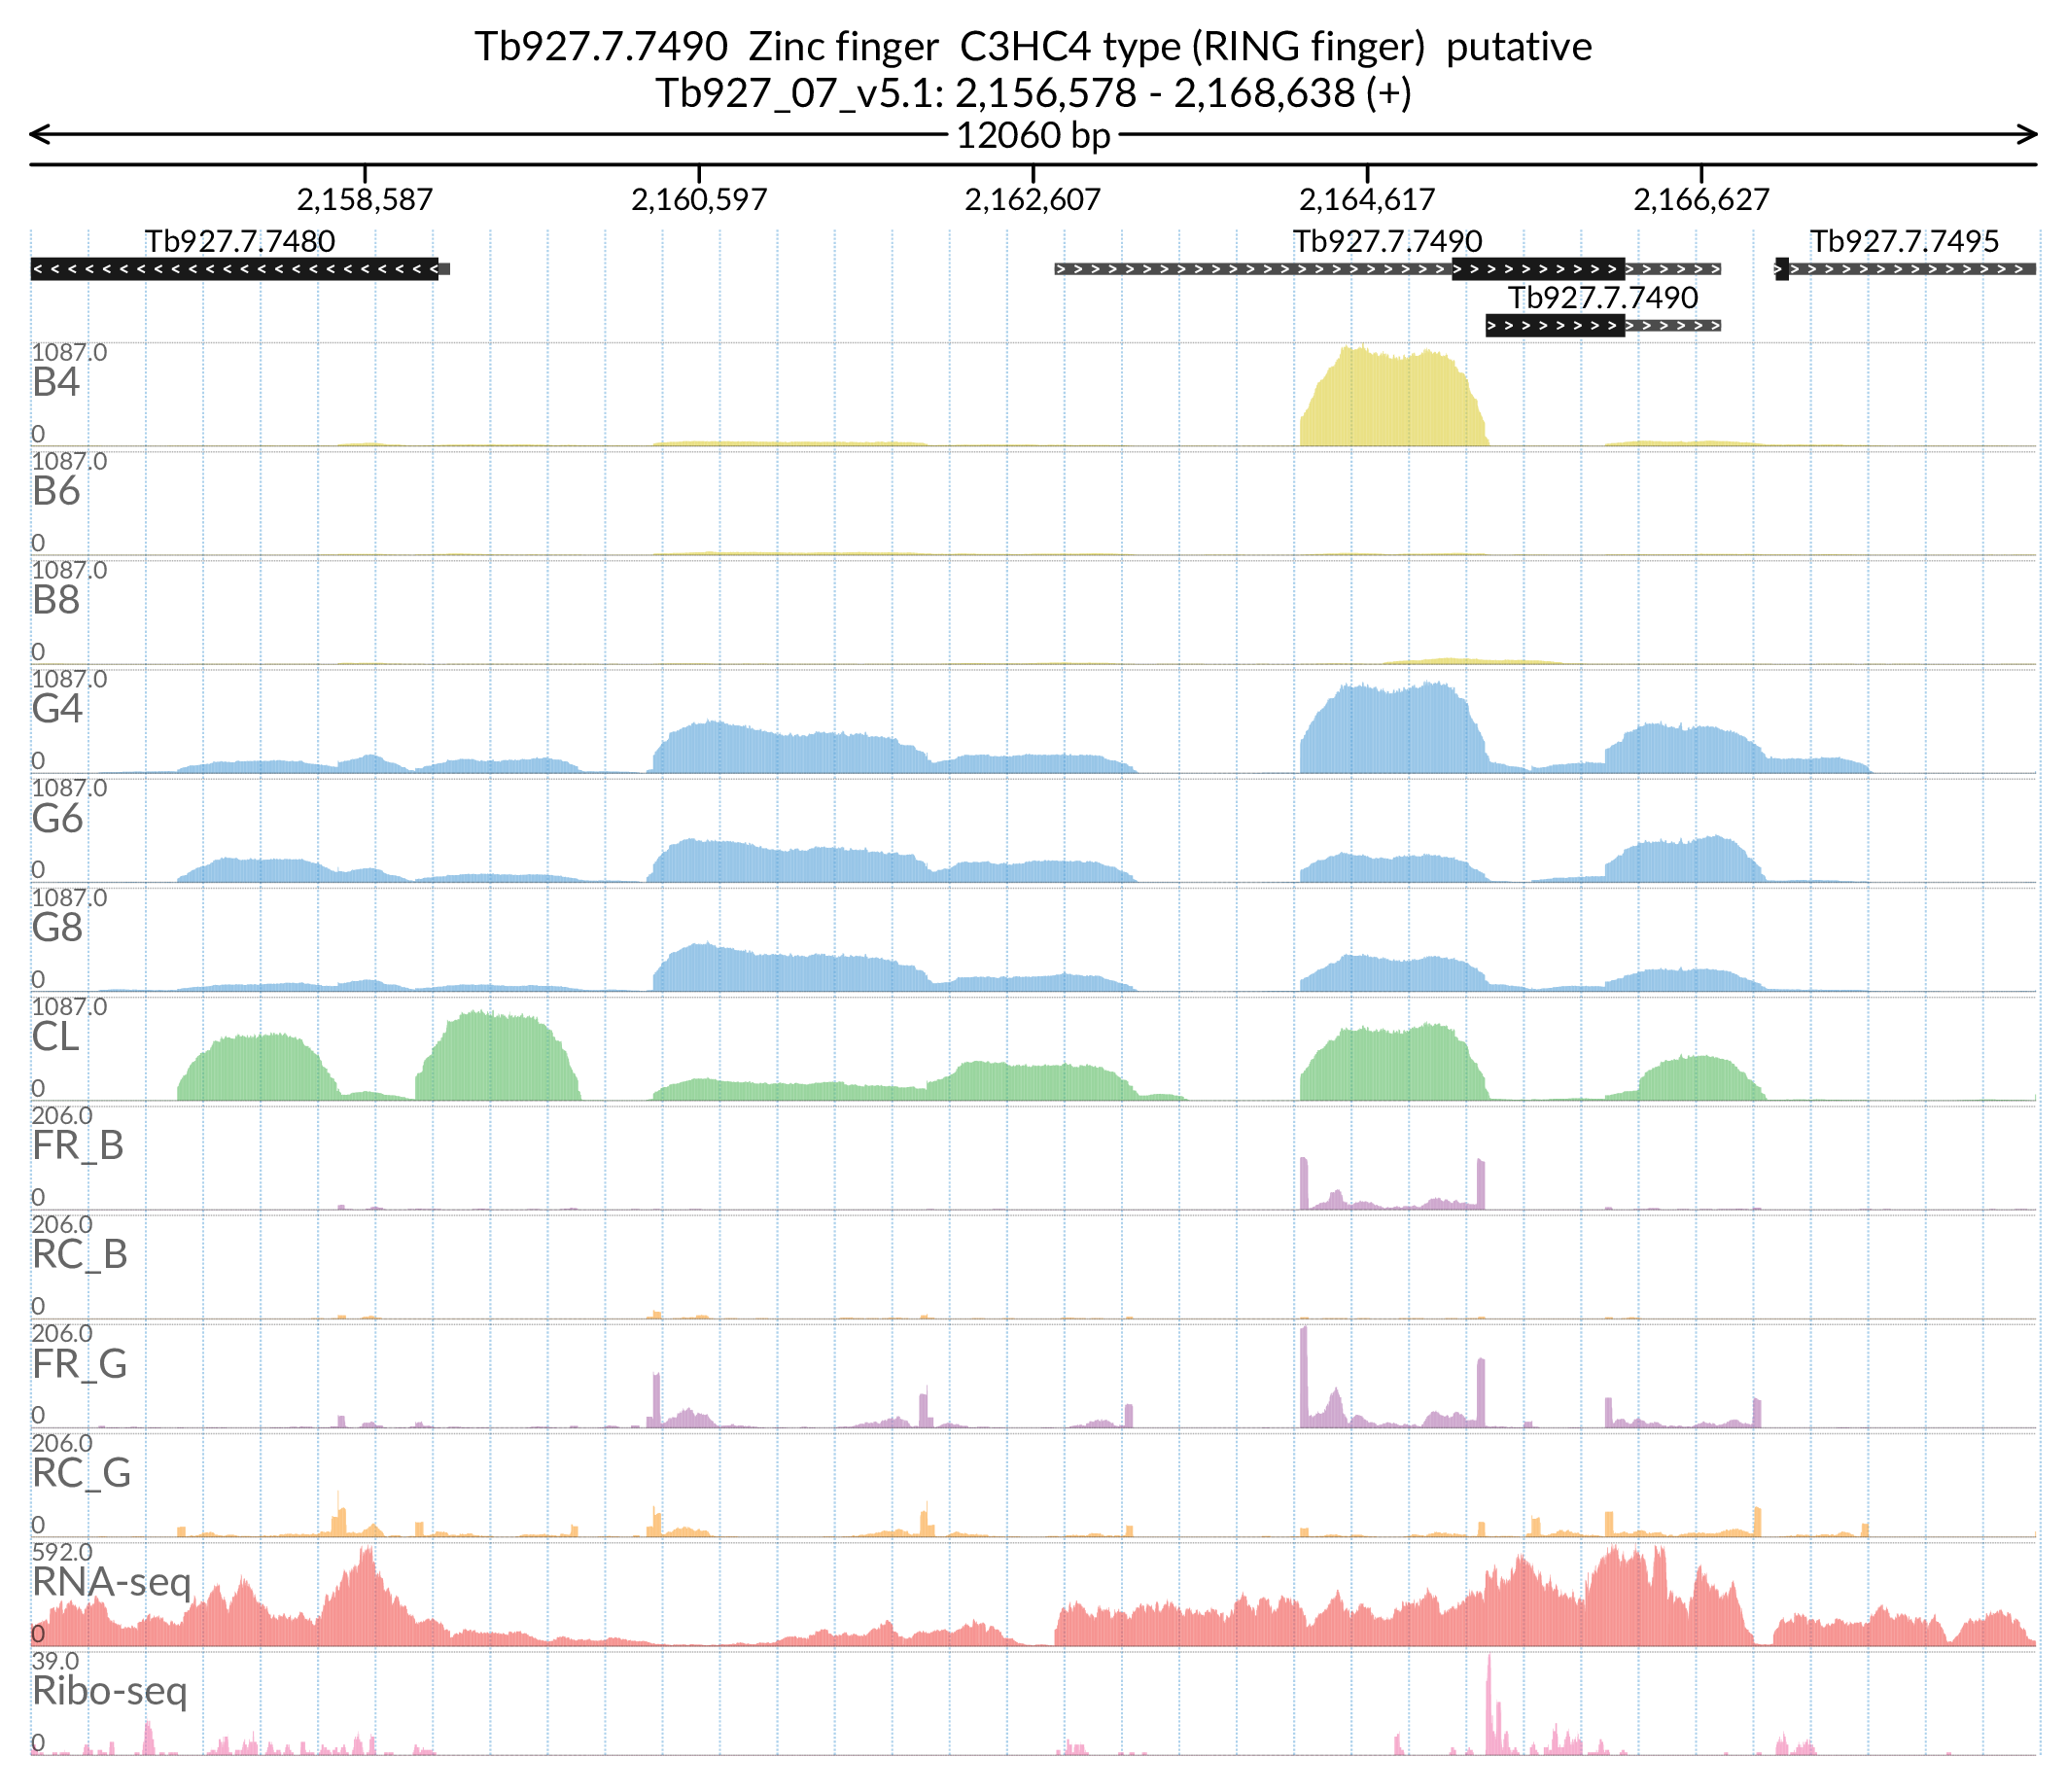 Tb927.7.7490  Zinc finger  C3HC4 type (RING finger)  putative
Tb927_07_v5.1: 2,156,578 - 2,168,638 (+)
12060 bp
2,158,587 2,160,597 2,162,607 2,164,617 2,166,627
Tb927.7.7480 Tb927.7.7490 Tb927.7.7495
Tb927.7.7490
1087.0
B4
0
1087.0
B6
0
1087.0
B8
0
1087.0
G4
0
1087.0
G6
0
1087.0
G8
0
1087.0
CL
0
206.0
FR_B
0
206.0
RC_B
0
206.0
FR_G
0
206.0
RC_G
0
592.0
RNA-seq
0
39.0
Ribo-seq
0